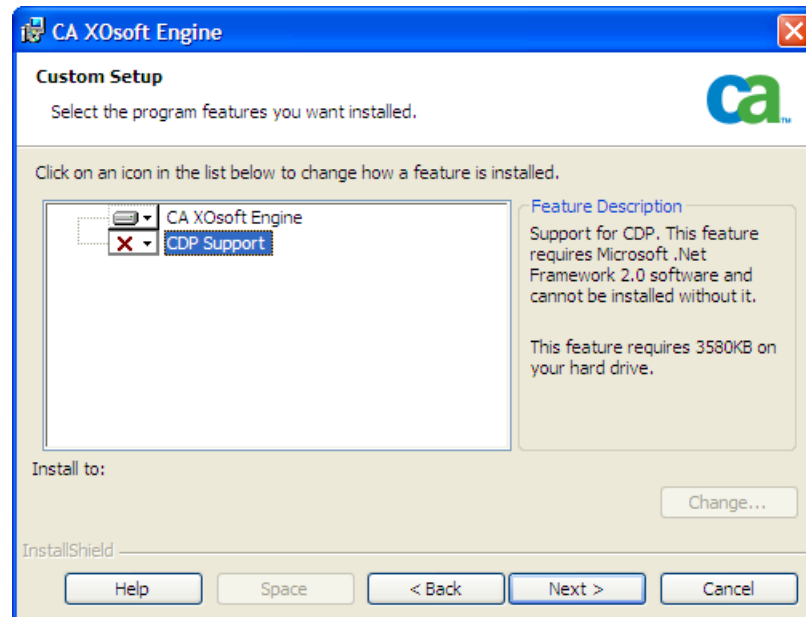 CA XOsoft Engine
Custom Setup
Select the program features you want installed.
ca
TM
Click on an icon in the list below to change how a feature is installed.
CA XOsoft Engine
CDP Support
Feature Description
Support for CDP. This feature
requires Microsoft .Net
Framework 2.0 software and
cannot be installed without it.
This feature requires 3580KB on
your hard drive.
Install to:
Change...
InstallShield
Help
Space
< Back
Next >
Cancel